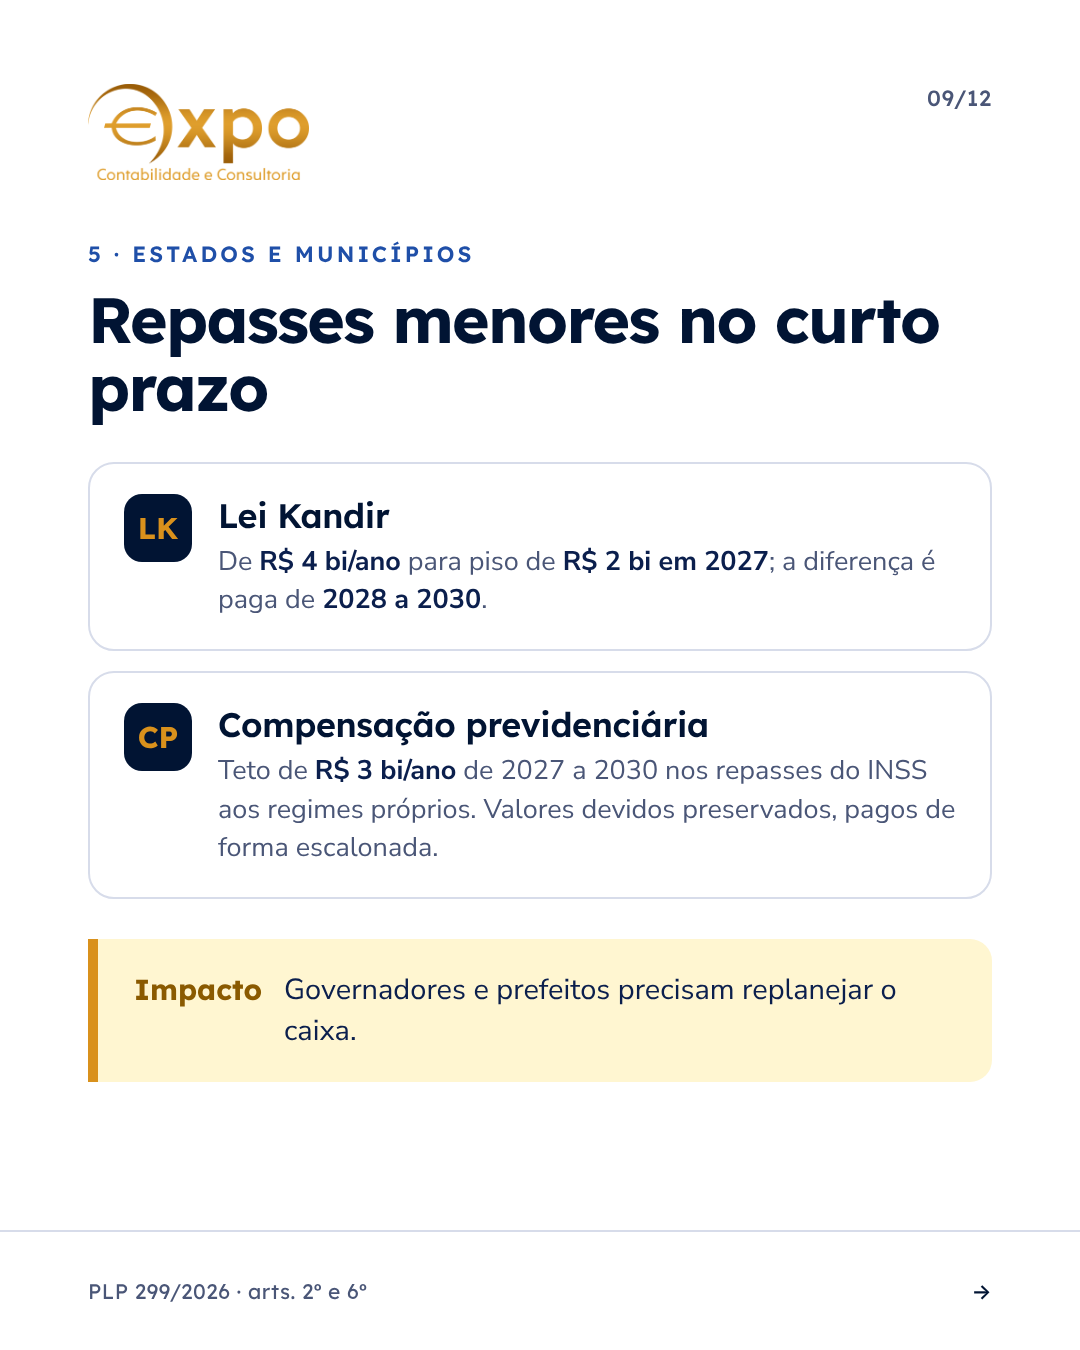 Expo
Contabilidade e Consultoria
09/12
5 · ESTADOS E MUNICÍPIOS
Repasses menores no curto
prazo
LK
Lei Kandir
De R$ 4 bi/ano para piso de R$ 2 bi em 2027; a diferença é
paga de 2028 a 2030.
CP
Compensação previdenciária
Teto de R$ 3 bi/ano de 2027 a 2030 nos repasses do INSS
aos regimes próprios. Valores devidos preservados, pagos de
forma escalonada.
Impacto Governadores e prefeitos precisam replanejar o
caixa.
PLP 299/2026 · arts. 2º e 6º →